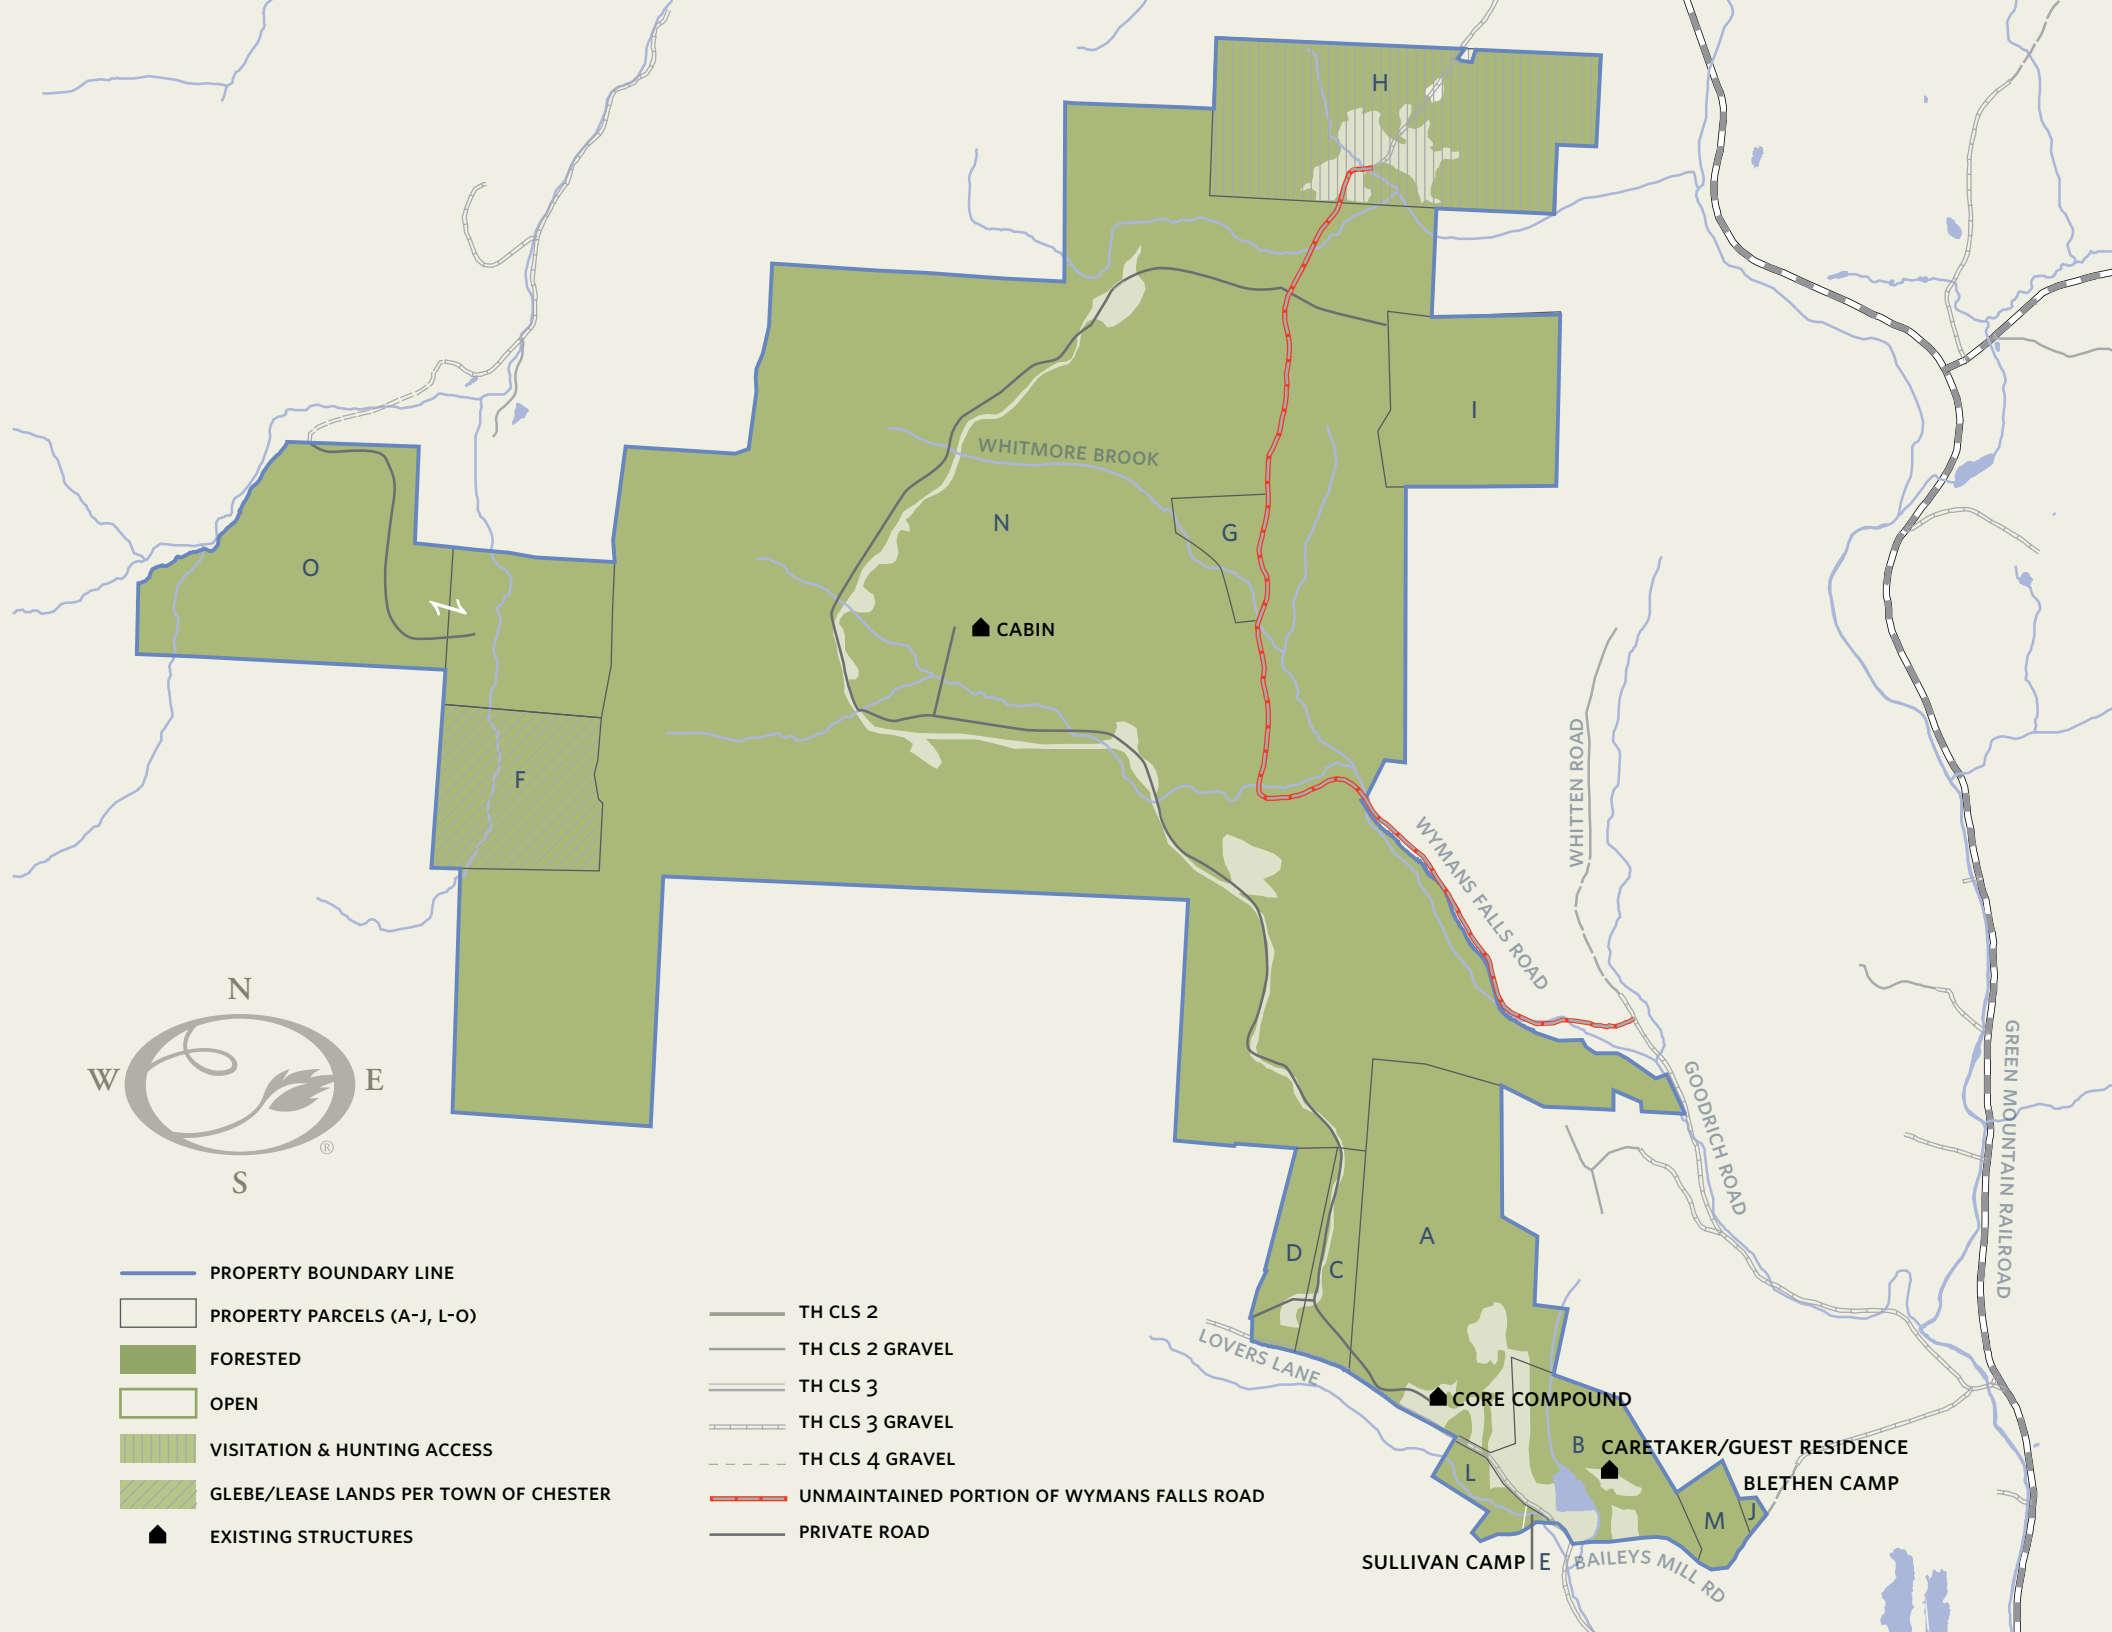 H
I
WHITMORE BROOK
N
G
O
CABIN
F
WHITTEN ROAD
WYMANS FALLS ROAD
N
W
E
S
®
GOODRICH ROAD
GREEN MOUNTAIN RAILROAD
A
D
C
LOVERS LANE
CORE COMPOUND
B
CARETAKER/GUEST RESIDENCE
L
BLETHEN CAMP
M
J
SULLIVAN CAMP
E
BAILEYS MILL RD
PROPERTY BOUNDARY LINE
PROPERTY PARCELS (A-J, L-O)
FORESTED
OPEN
VISITATION & HUNTING ACCESS
GLEBE/LEASE LANDS PER TOWN OF CHESTER
EXISTING STRUCTURES
TH CLS 2
TH CLS 2 GRAVEL
TH CLS 3
TH CLS 3 GRAVEL
TH CLS 4 GRAVEL
UNMAINTAINED PORTION OF WYMANS FALLS ROAD
PRIVATE ROAD